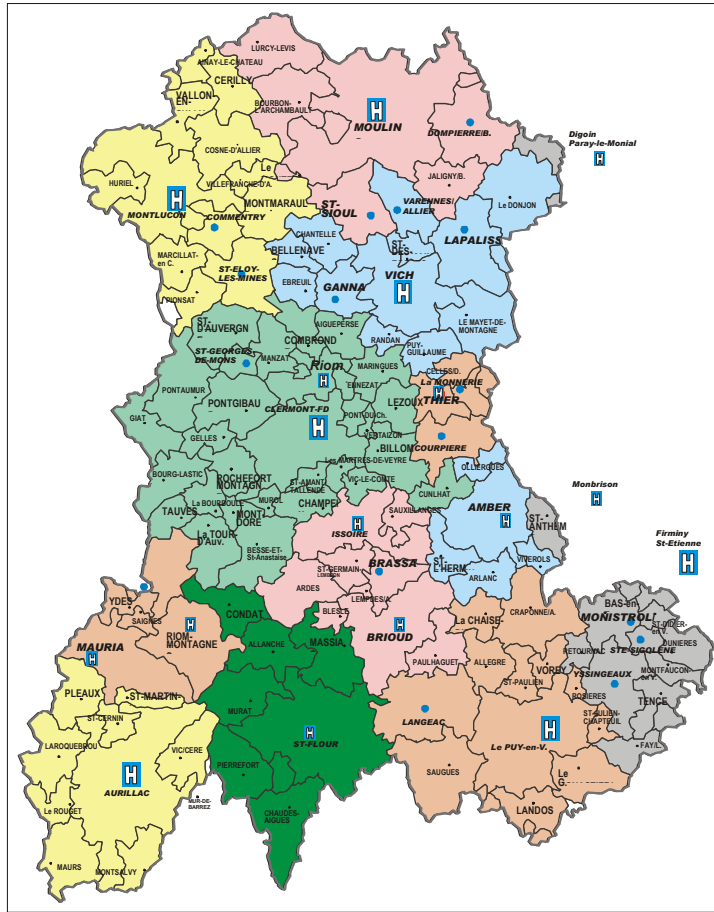 LURCY-LEVIS
AINAY-LE-CHATEAU
CERILLY
VALLON-
EN-
BOURBON-
L'ARCHAMBAULT
H
MOULIN
DOMPIERRE/B.
Digoin
Paray-le-Monial
H
COSNE-D'ALLIER
Le
HURIEL
VILLEFRANCHE-D'A.
JALIGNY/B.
H
MONTLUCON
MONTMARAUL
COMMENTRY
ST-
SIOUL
VARENNES/
ALLIER
Le DONJON
LAPALISS
MARCILLAT-
en C.
CHANTELLE
BELLENAVE
ST-
DES-
VICH
H
ST-ELOY-
LES-MINES
PIONSAT
EBREUIL
GANNA
LE MAYET-DE-
MONTAGNE
ST-
D'AUVERGN
AIGUEPERSE
COMBROND
RANDAN
PUY-
GUILLAUME
ST-GEORGES-
DE-MONS
MANZAT
Riom
H
MARINGUES
ENNEZAT
CELLES/D.
La MONNERIE
H
THIER
PONTAUMUR
PONTGIBAU
CLERMONT-FD
H
LEZOUX
PONT-DU-Ch.
GIAT
GELLES
VERTAIZON
BILLOM
COURPIERE
Les MARTRES-DE-VEYRE
OLLIERGUES
BOURG-LASTIC
ROCHEFORT
MONTAGN
ST-AMANT
TALLENDE
VIC-LE-COMTE
CUNLHAT
La BOURBOULE
MUROL
CHAMPEI
TAUVES
MONT-
DORE
SAUXILLANGES
AMBER
H
Monbrison
H
ST-
ANTHEM
La TOUR-
D'Auv.
H
ISSOIRE
BESSE-ET-
St-Anastaise
BRASSA
ST-
L'HERM
VIVEROLS
ARLANC
Firminy
St-Etienne
H
ST-GERMAIN
LEMBRON
ARDES
LEMPDES/A.
BLESLE
YDES
SAIGNES
H
RIOM-
MONTAGNE
CONDAT
La CHAISE-
CRAPONNE/A.
BAS-en-
MONISTROL/
ST-DIDIER-
en V.
DUNIERES
STE-SIGOLENE
MAURIA
H
ALLANCHE
MASSIA
H
BRIOUD
PAULHAGUET
ALLEGRE
VOREY
RETOURNAC
YSSINGEAUX
MONTFAUCON-
en V.
ST-PAULIEN
ROSIERES
TENCE
PLEAUX
ST-MARTIN-
ST-CERNIN
MURAT
H
ST-FLOUR
LANGEAC
H
Le PUY-en-V.
ST-JULIEN-
CHAPTEUIL
FAY/L.
LAROQUEBROU
VIC/CERE
H
AURILLAC
PIERREFORT
SAUGUES
Le
G.
Le ROUGET
MUR-DE-
BARREZ
CHAUDES-
AIGUES
LANDOS
MAURS
MONTSALVY